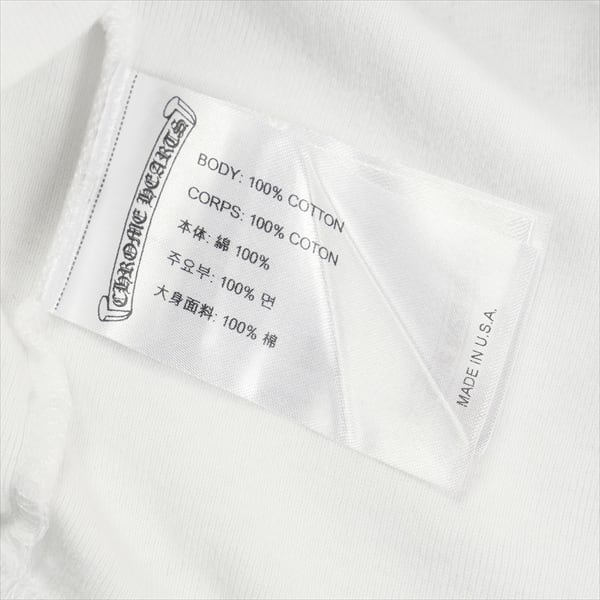 CHROME HEARTS
BODY: 100% COTTON
CORPS: 100% COTON
本体: 綿 100%
주요부: 100% 면
大身面料: 100% 棉
MADE IN U.S.A.